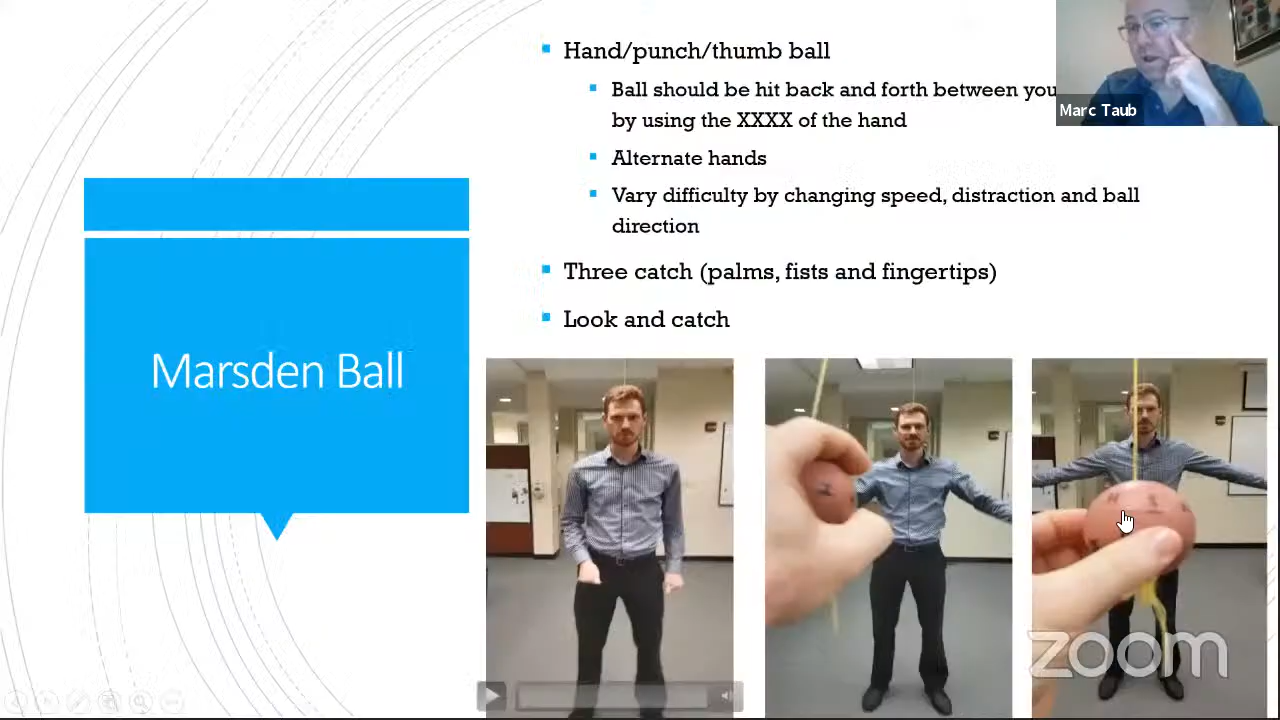 Hand/punch/thumb ball
Ball should be hit back and forth between you
by using the XXXX of the hand
Alternate hands
Vary difficulty by changing speed, distraction and ball
direction
Three catch (palms, fists and fingertips)
Look and catch
Marsden Ball
Marc Taub
zoom